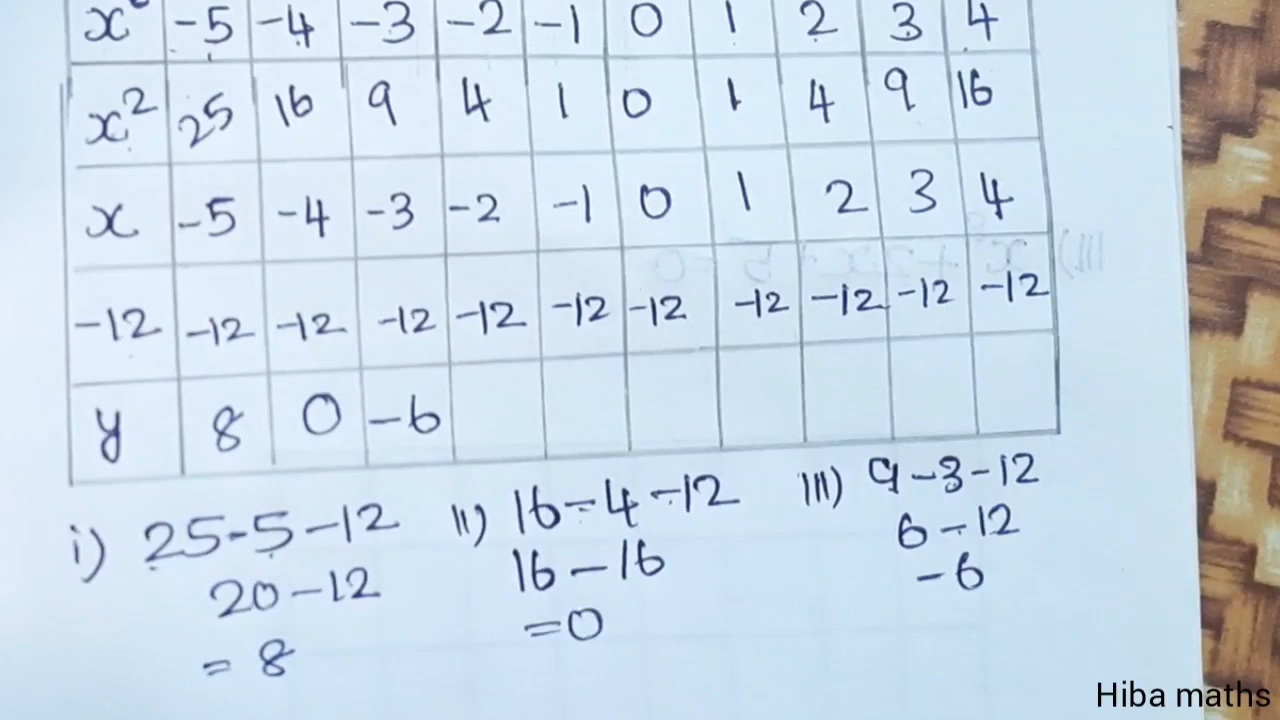 x -5 -4 -3 -2 -1 0 1 2 3 4
x² 25 16 9 4 1 0 1 4 9 16
x -5 -4 -3 -2 -1 0 1 2 3 4
-12 -12 -12 -12 -12 -12 -12 -12 -12 -12 -12
y 8 0 -6
i) 25-5-12
20-12
= 8
II) 16-4-12
16-16
=0
III) 9-3-12
6-12
-6
Hiba maths